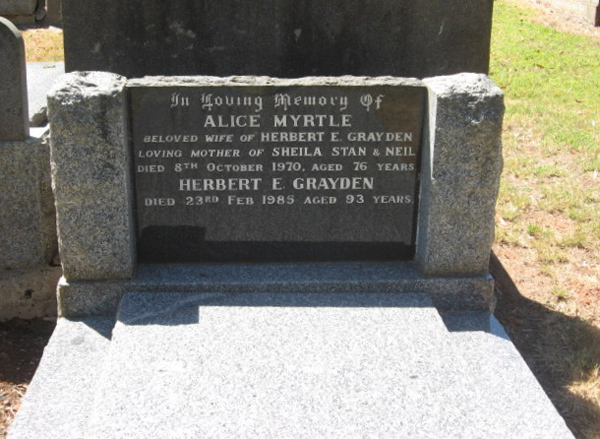 In Loving Memory Of
ALICE MYRTLE
BELOVED WIFE OF HERBERT E. GRAYDEN
LOVING MOTHER OF SHEILA STAN & NEIL
DIED 8TH OCTOBER 1970, AGED 76 YEARS
HERBERT E. GRAYDEN
DIED 23RD FEB 1985 AGED 93 YEARS